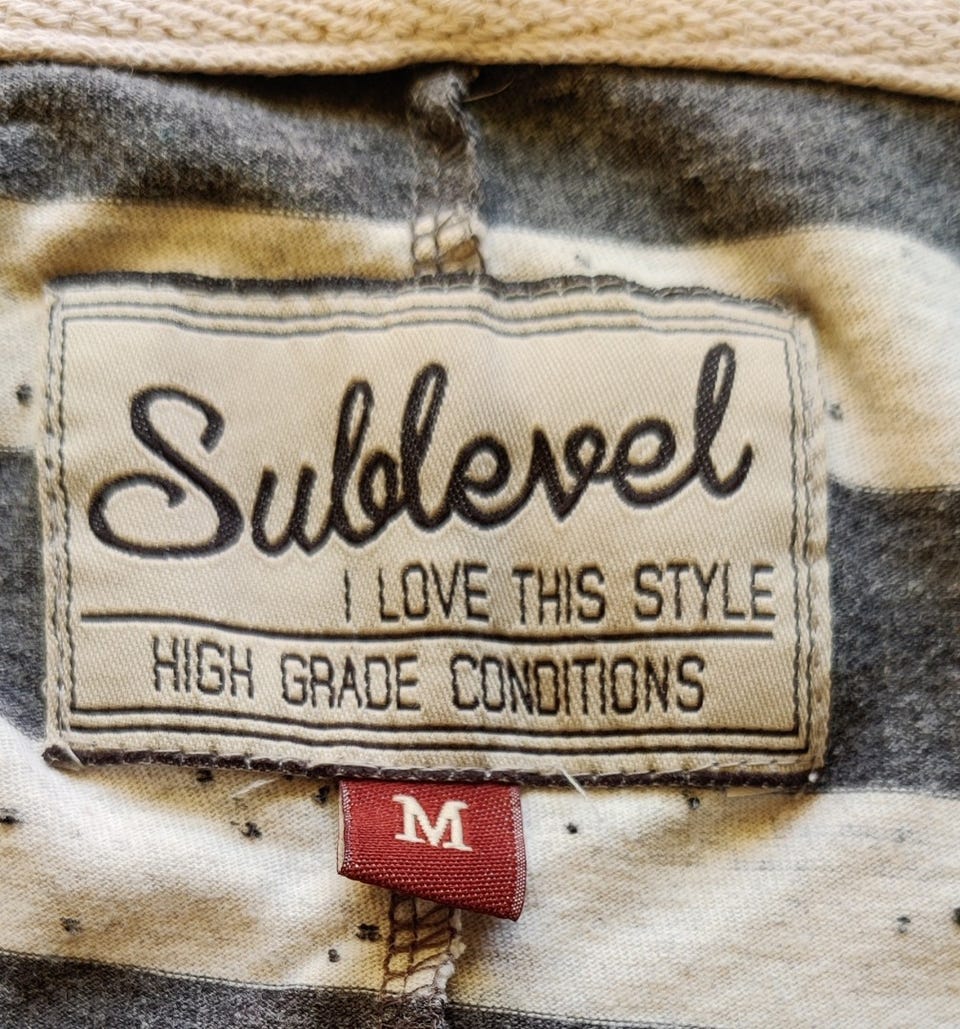 Sublevel
I LOVE THIS STYLE
HIGH GRADE CONDITIONS
M